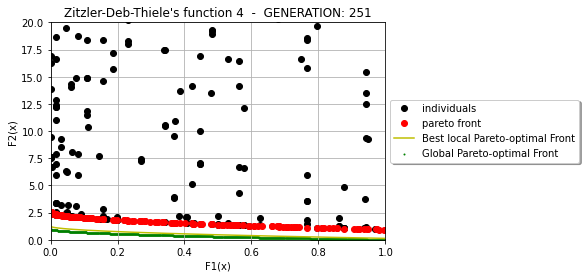 Zitzler-Deb-Thiele's function 4 - GENERATION: 251
20.0
17.5
15.0
12.5
10.0
7.5
5.0
2.5
0.0
F2(x)
0.0 0.2 0.4 0.6 0.8 1.0
F1(x)
individuals
pareto front
Best local Pareto-optimal Front
Global Pareto-optimal Front